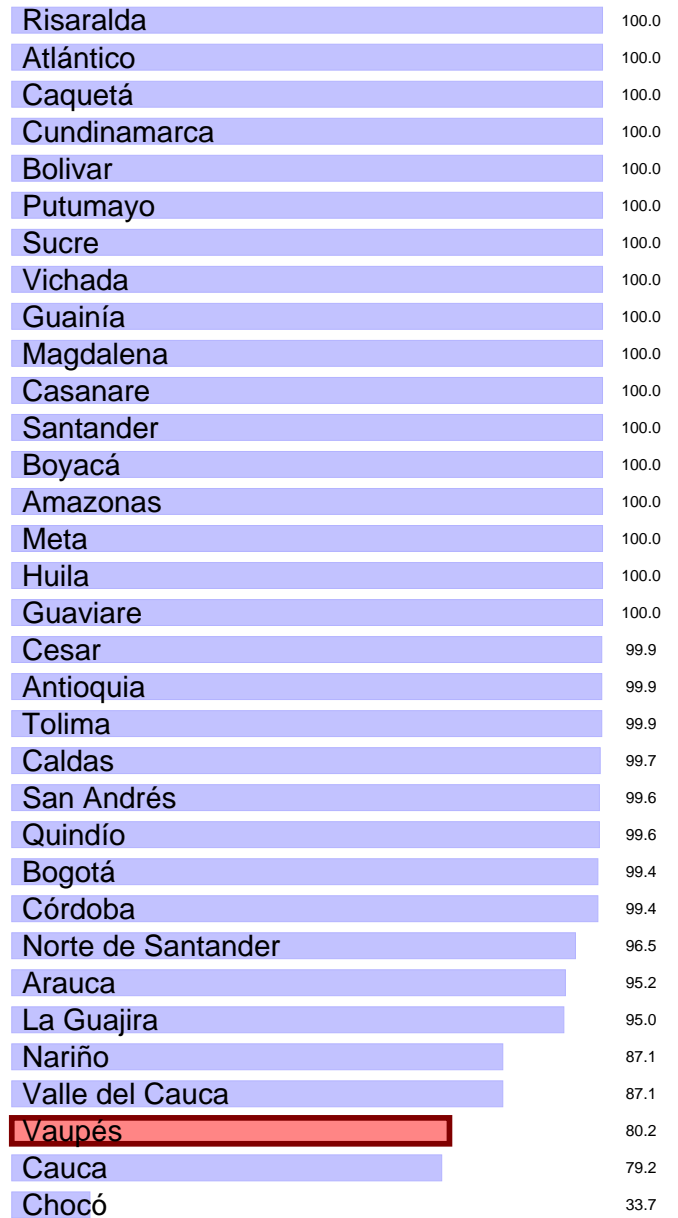 Risaralda 100.0
Atlántico 100.0
Caquetá 100.0
Cundinamarca 100.0
Bolivar 100.0
Putumayo 100.0
Sucre 100.0
Vichada 100.0
Guainía 100.0
Magdalena 100.0
Casanare 100.0
Santander 100.0
Boyacá 100.0
Amazonas 100.0
Meta 100.0
Huila 100.0
Guaviare 100.0
Cesar 99.9
Antioquia 99.9
Tolima 99.9
Caldas 99.7
San Andrés 99.6
Quindío 99.6
Bogotá 99.4
Córdoba 99.4
Norte de Santander 96.5
Arauca 95.2
La Guajira 95.0
Nariño 87.1
Valle del Cauca 87.1
Vaupés 80.2
Cauca 79.2
Chocó 33.7